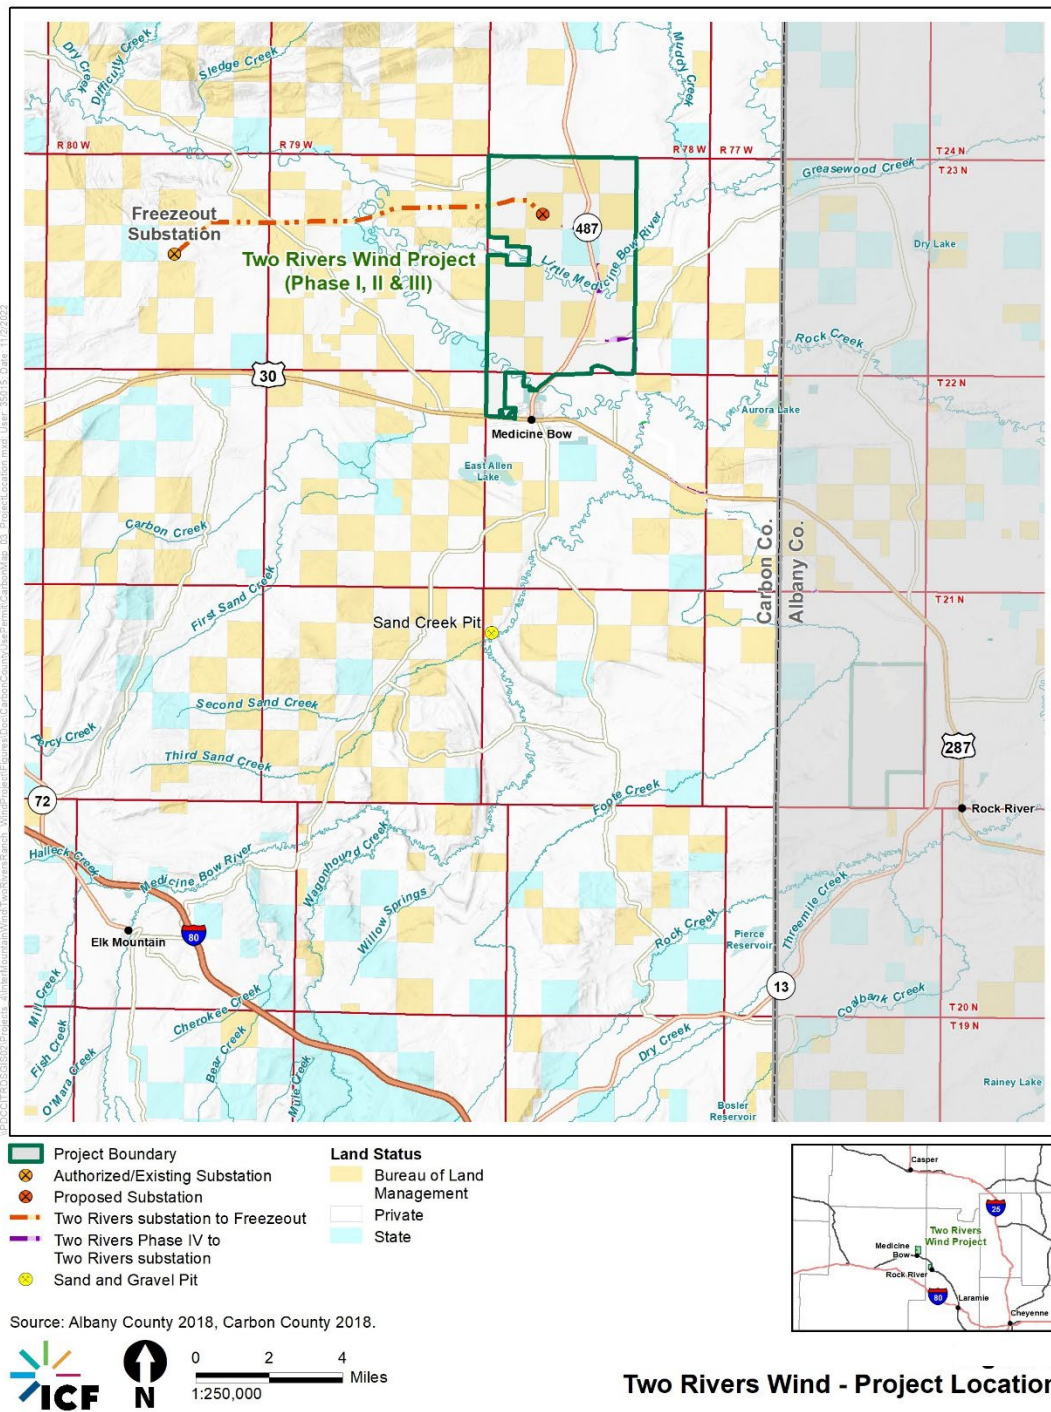 Dry Creek
Difficulty Creek
Sledge Creek
Muddy Creek
R 80 W
R 79 W
R 78 W
R 77 W
T 24 N
T 23 N
Greasewood Creek
Freezeout
Substation
487
Little Medicine Bow River
Dry Lake
Two Rivers Wind Project
(Phase I, II & III)
Rock Creek
30
T 22 N
Aurora Lake
Medicine Bow
East Allen
Lake
Carbon Creek
Carbon Co.
Albany Co.
First Sand Creek
T 21 N
Sand Creek Pit
Second Sand Creek
Percy Creek
Third Sand Creek
287
72
Foote Creek
Rock River
Halleck Creek
Medicine Bow River
Wagonhound Creek
Willow Springs
Threemile Creek
Rock Creek
Pierce
Reservoir
Elk Mountain
80
13
Mill Creek
Fish Creek
O'Mara Creek
Cherokee Creek
Bear Creek
Mule Creek
Coalbank Creek
T 20 N
T 19 N
Dry Creek
Bosler
Reservoir
Rainey Lake
Project Boundary
Authorized/Existing Substation
Proposed Substation
Two Rivers substation to Freezeout
Two Rivers Phase IV to
Two Rivers substation
Sand and Gravel Pit
Land Status
Bureau of Land
Management
Private
State
Casper
25
Two Rivers
Wind Project
Medicine
Bow
Rock River
80
Laramie
Cheyenne
Source: Albany County 2018, Carbon County 2018.
ICF
N
0 2 4
Miles
1:250,000
Two Rivers Wind - Project Location